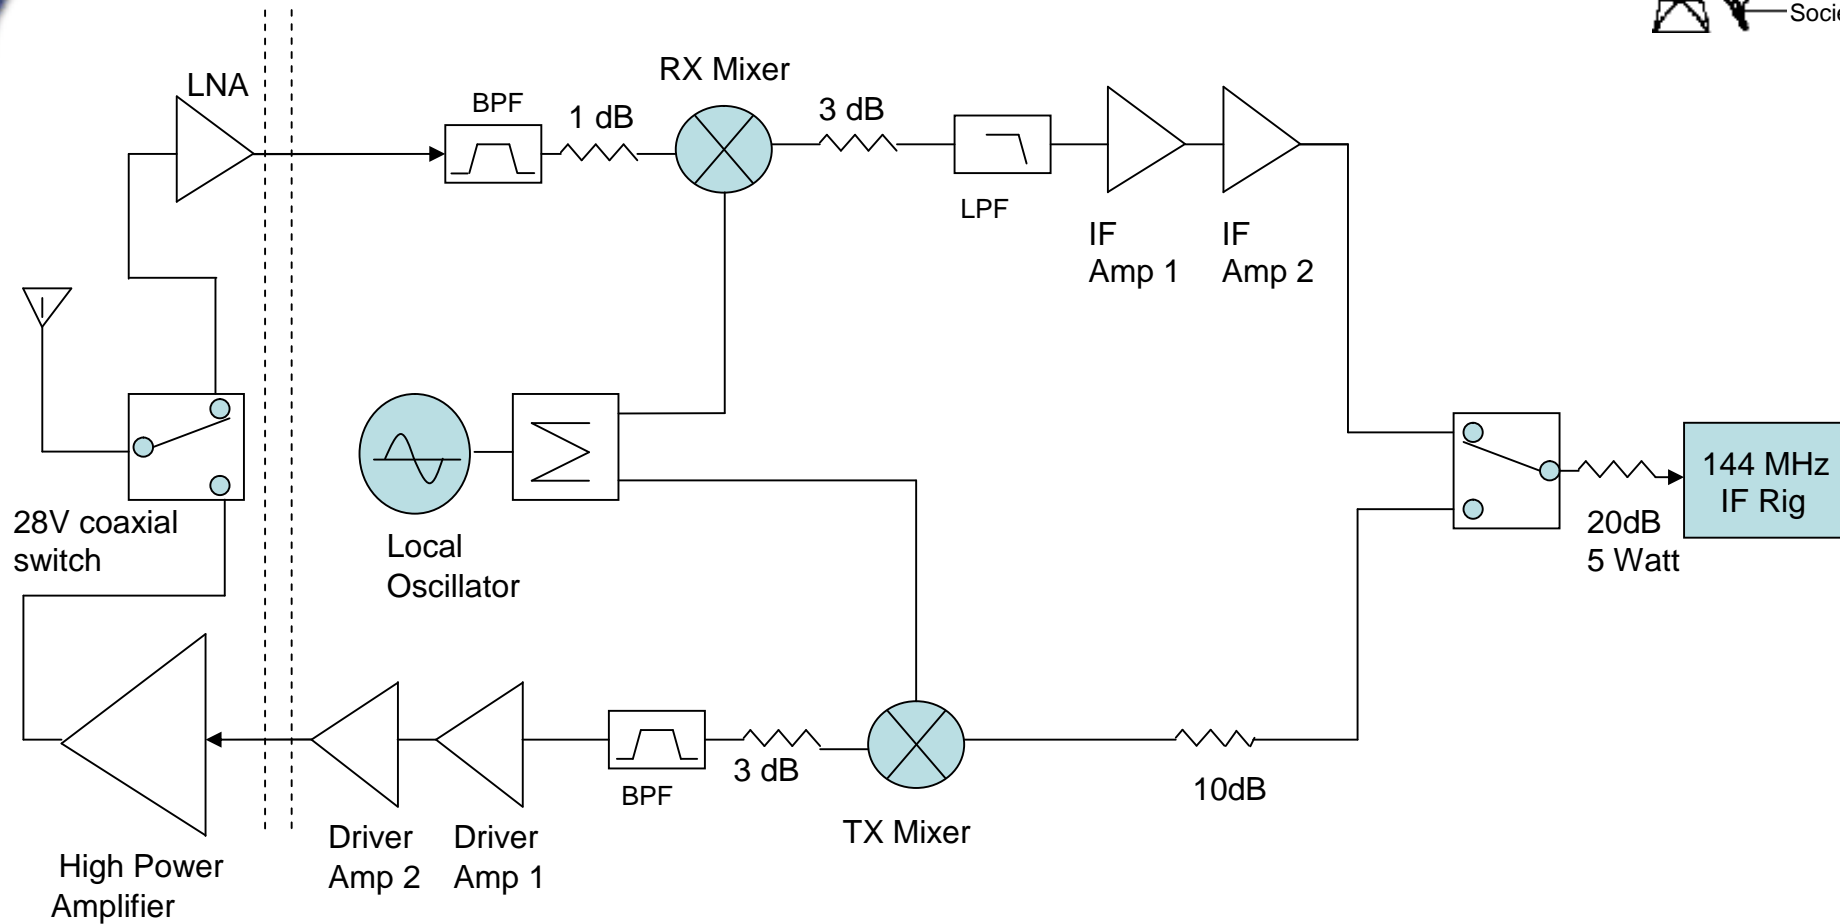 Socie
RX Mixer
LNA
BPF
1 dB
3 dB
LPF
IF
Amp 1
IF
Amp 2
28V coaxial
switch
Local
Oscillator
144 MHz
IF Rig
20dB
5 Watt
3 dB
BPF
10dB
TX Mixer
Driver
Amp 2
Driver
Amp 1
High Power
Amplifier